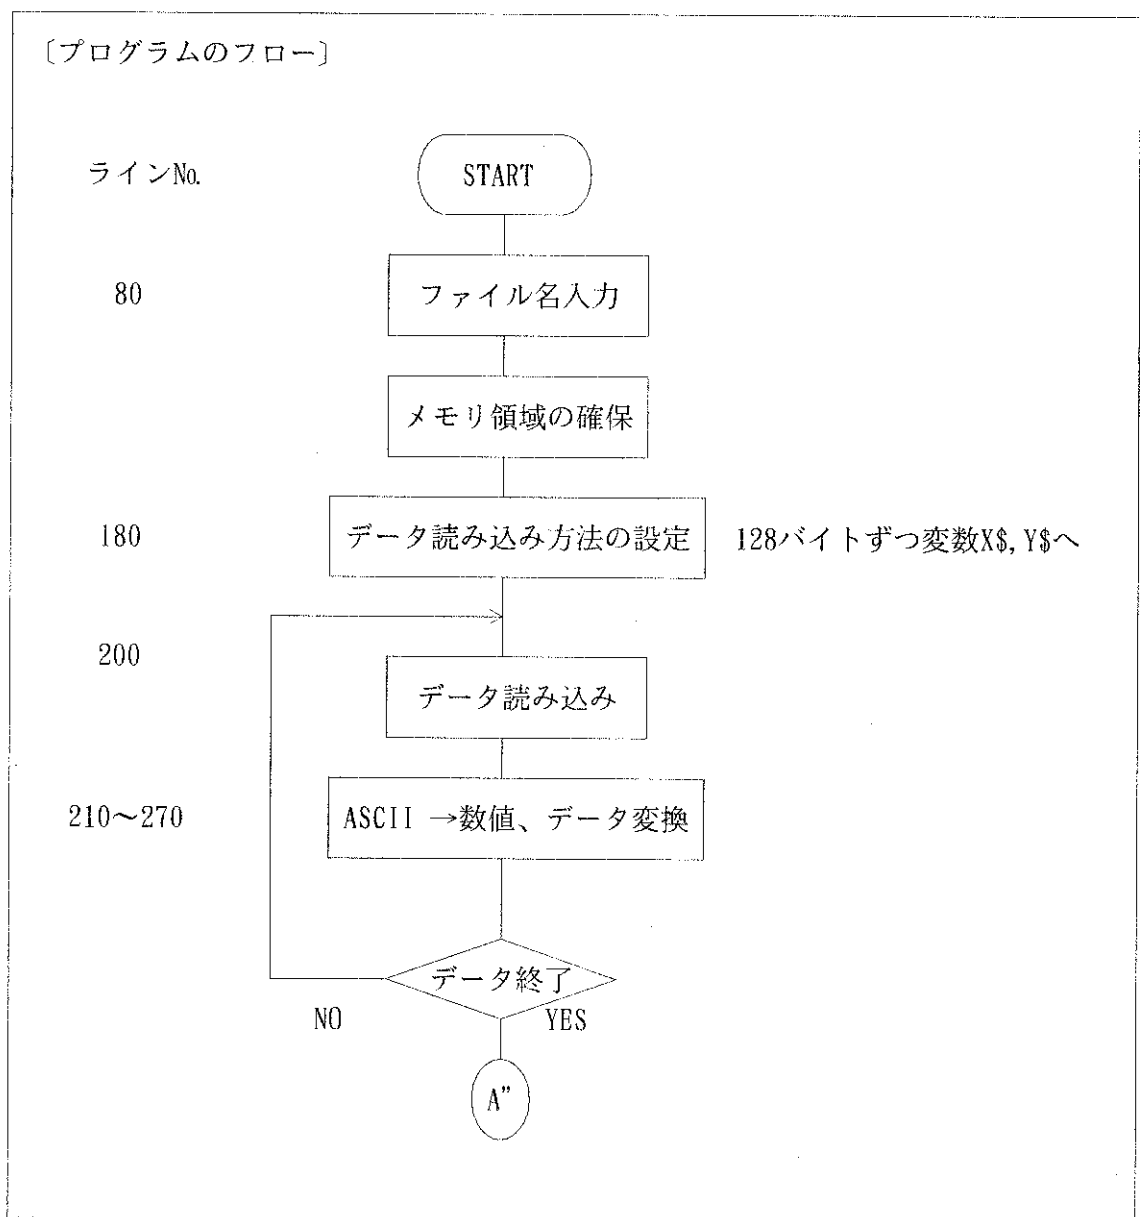 〔プログラムのフロー〕
ラインNo.
START
80
ファイル名入力
メモリ領域の確保
180
データ読み込み方法の設定
128バイトずつ変数X$, Y$へ
200
データ読み込み
210～270
ASCII →数値、データ変換
データ終了
NO
YES
A”